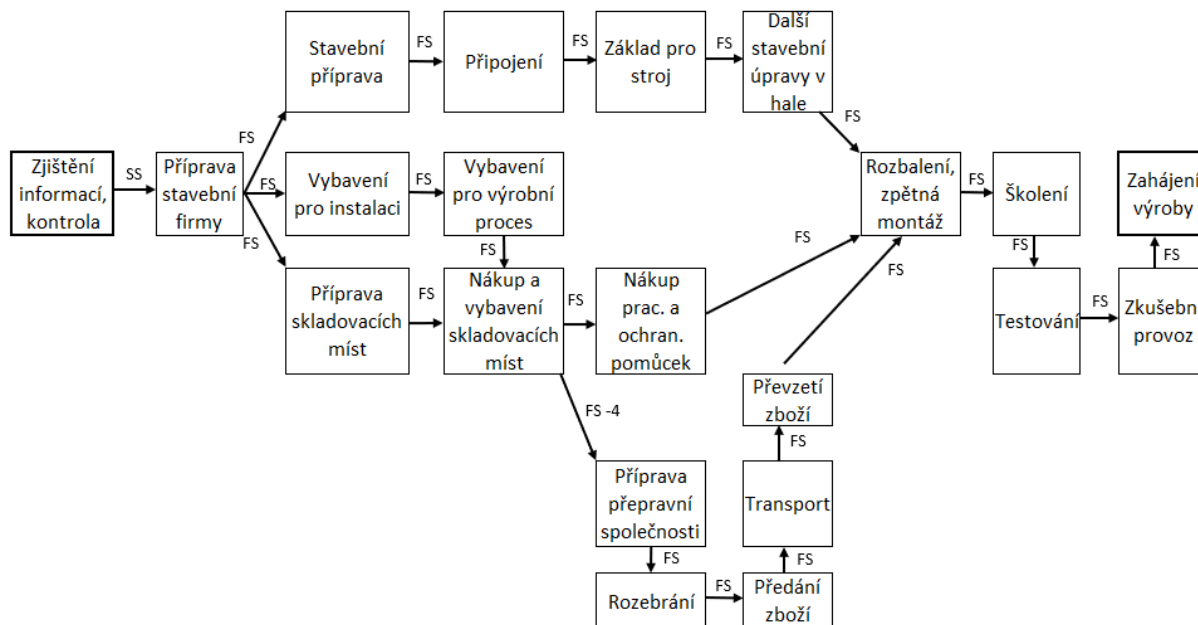 Stavební
příprava
FS
Připojení
FS
Základ pro
stroj
FS
Další
stavební
úpravy v
hale
FS
FS
Zjištění
informací,
kontrola
SS
Příprava
stavební
firmy
FS
Vybavení
pro instalaci
FS
Vybavení
pro výrobní
proces
Rozbalení,
zpětná
montáž
FS
Školení
Zahájení
výroby
FS
FS
FS
FS
FS
FS
Příprava
skladovacích
míst
FS
Nákup a
vybavení
skladovacích
míst
FS
Nákup
prac. a
ochran.
pomůcek
Testování
FS
Zkušební
provoz
FS -4
Převzetí
zboží
FS
Příprava
přepravní
společnosti
Transport
FS
FS
Rozebrání
FS
Předání
zboží